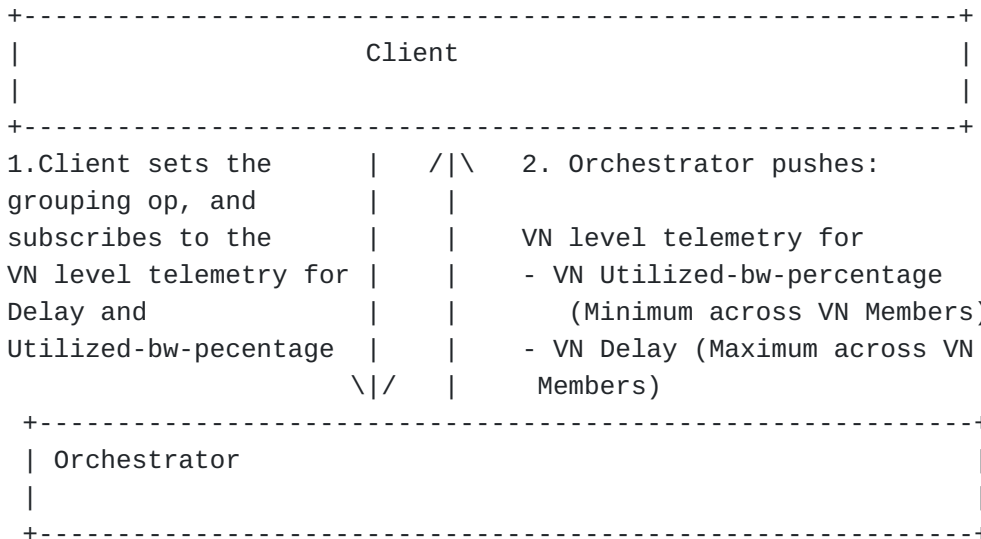 +------------------------------------------------------------+
|                      Client                                |
|                                                            |
+------------------------------------------------------------+
1.Client sets the      |  /|\   2. Orchestrator pushes:
grouping op, and       |   |
subscribes to the      |   |    VN level telemetry for
VN level telemetry for |   |    - VN Utilized-bw-percentage
Delay and              |   |       (Minimum across VN Members)
Utilized-bw-pecentage  |   |    - VN Delay (Maximum across VN
                      \|/  |     Members)
 +------------------------------------------------------------+
 | Orchestrator                                               |
 |                                                            |
 +------------------------------------------------------------+